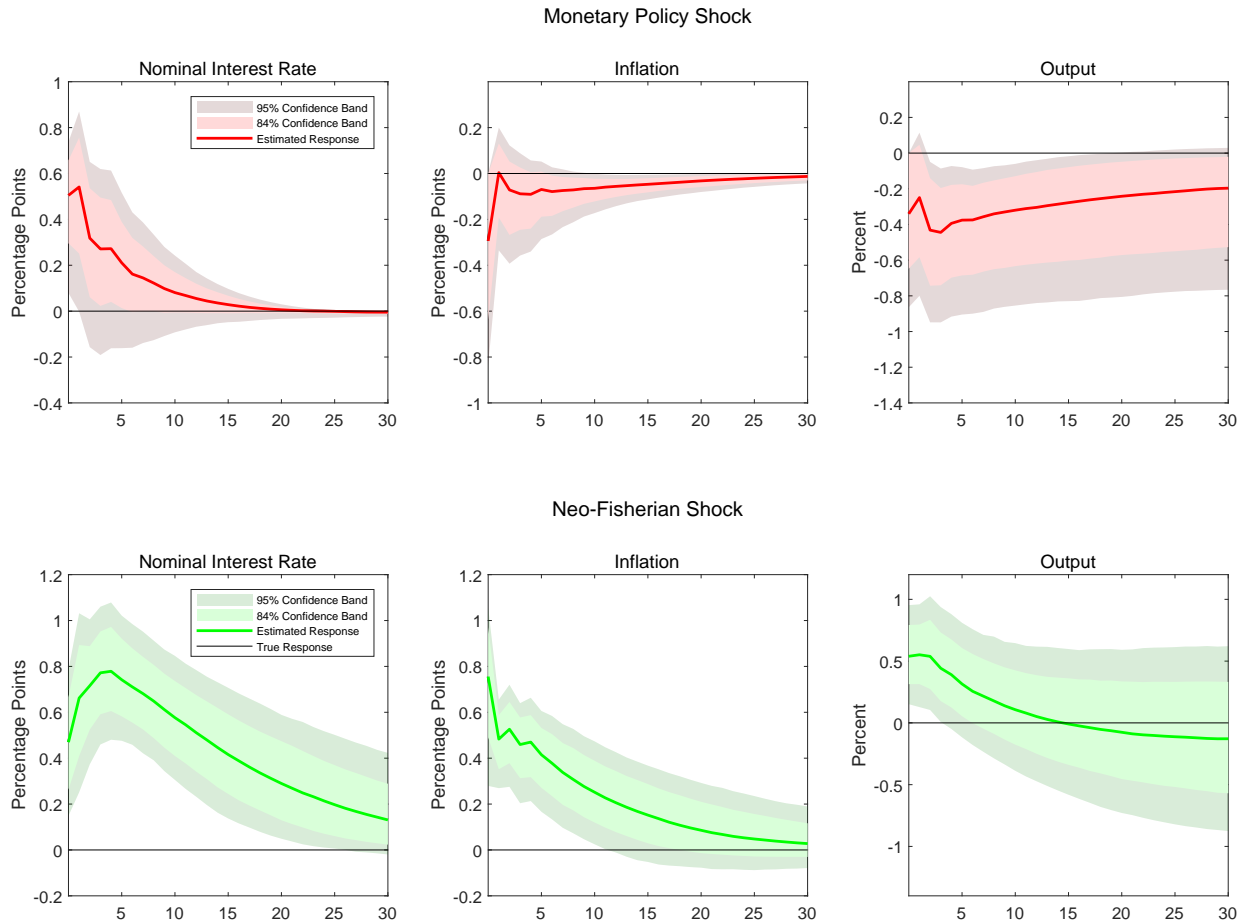 Monetary Policy Shock
Nominal Interest Rate
Inflation
Output
1
0.8
0.6
0.4
0.2
0
-0.2
-0.4
Percentage Points
95% Confidence Band
84% Confidence Band
Estimated Response
5 10 15 20 25 30
0.2
0
-0.2
-0.4
-0.6
-0.8
-1
Percentage Points
5 10 15 20 25 30
0.2
0
-0.2
-0.4
-0.6
-0.8
-1
-1.2
-1.4
Percent
5 10 15 20 25 30
Neo-Fisherian Shock
Nominal Interest Rate
Inflation
Output
1.2
1
0.8
0.6
0.4
0.2
0
-0.2
Percentage Points
95% Confidence Band
84% Confidence Band
Estimated Response
True Response
5 10 15 20 25 30
1.2
1
0.8
0.6
0.4
0.2
0
-0.2
Percentage Points
5 10 15 20 25 30
1
0.5
0
-0.5
-1
Percent
5 10 15 20 25 30